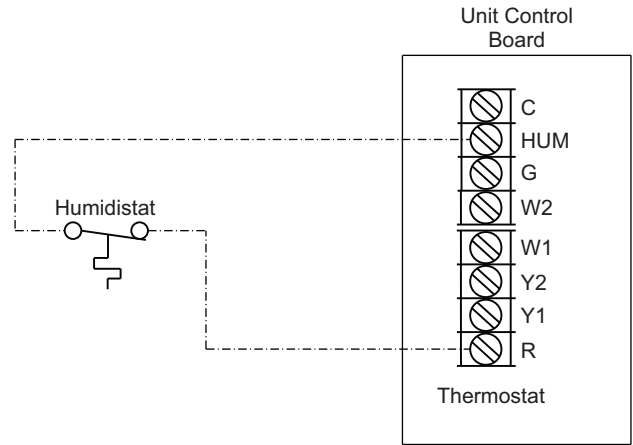 Unit Control
Board
C
HUM
G
W2
Humidistat
W1
Y2
Y1
R
Thermostat